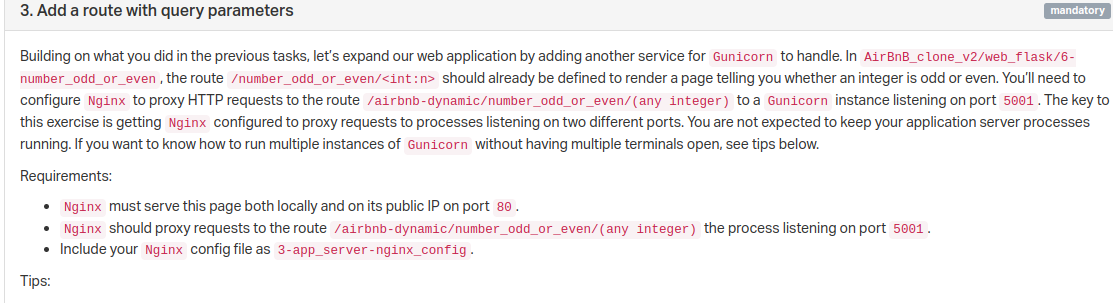 3. Add a route with query parameters
mandatory
Building on what you did in the previous tasks, let's expand our web application by adding another service for Gunicorn to handle. In AirBnB_clone_v2/web_flask/6-
number_odd_or_even , the route /number_odd_or_even/<int:n> should already be defined to render a page telling you whether an integer is odd or even. You'll need to
configure Nginx to proxy HTTP requests to the route /airbnb-dynamic/number_odd_or_even/(any integer) to a Gunicorn instance listening on port 5001 . The key to
this exercise is getting Nginx configured to proxy requests to processes listening on two different ports. You are not expected to keep your application server processes
running. If you want to know how to run multiple instances of Gunicorn without having multiple terminals open, see tips below.
Requirements:
• Nginx must serve this page both locally and on its public IP on port 80 .
• Nginx should proxy requests to the route /airbnb-dynamic/number_odd_or_even/(any integer) the process listening on port 5001 .
• Include your Nginx config file as 3-app_server-nginx_config .
Tips: